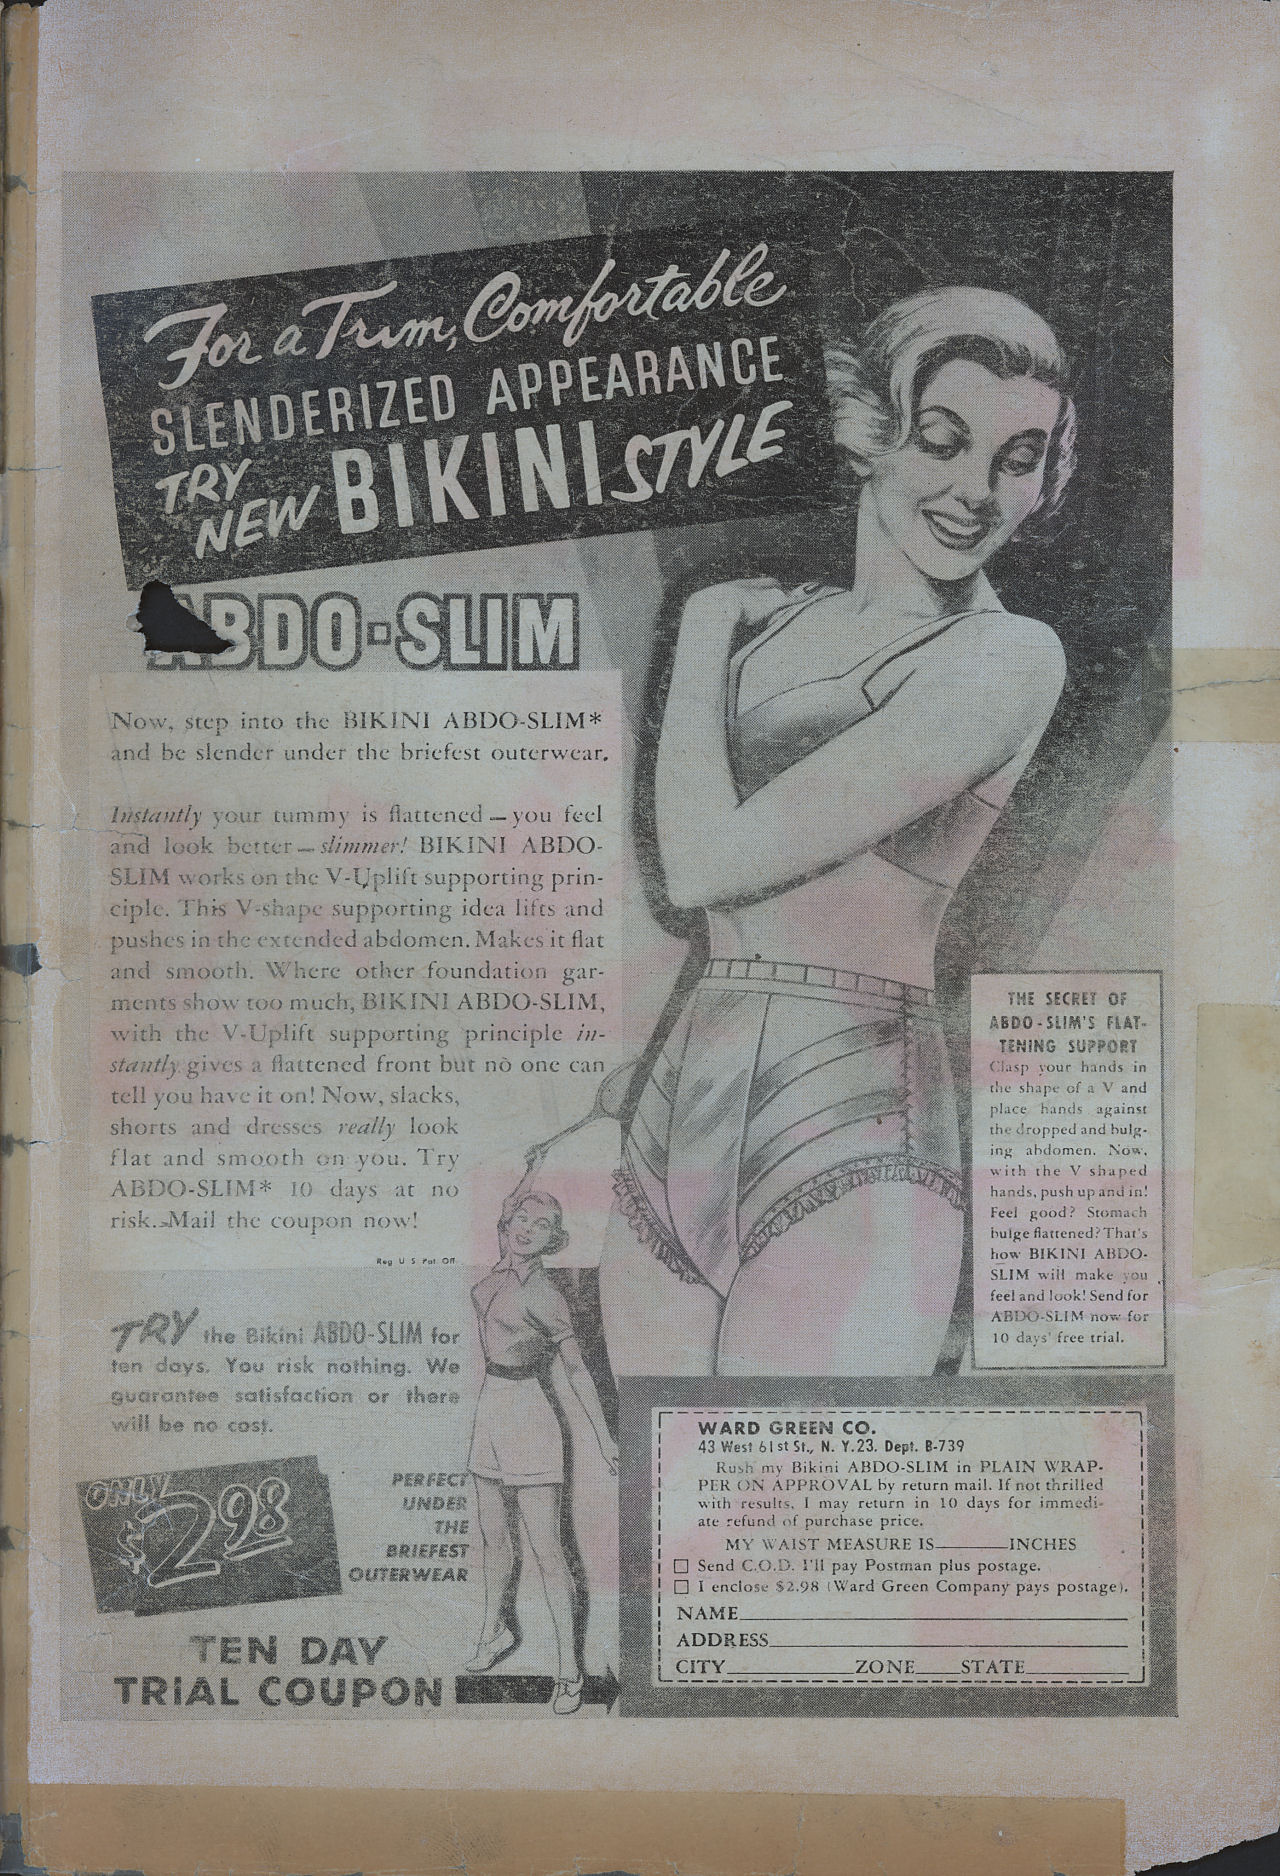 For a Trim, Comfortable
SLENDERIZED APPEARANCE
TRY
NEW BIKINI STYLE
ABDO-SLIM
Now, step into the BIKINI ABDO-SLIM*
and be slender under the briefest outerwear.
Instantly your tummy is flattened — you feel
and look better — slimmer! BIKINI ABDO-
SLIM works on the V-Uplift supporting prin-
ciple. This V-shape supporting idea lifts and
pushes in the extended abdomen. Makes it flat
and smooth. Where other foundation gar-
ments show too much, BIKINI ABDO-SLIM,
with the V-Uplift supporting principle in-
stantly gives a flattened front but no one can
tell you have it on! Now, slacks,
shorts and dresses really look
flat and smooth on you. Try
ABDO-SLIM* 10 days at no
risk. Mail the coupon now!
Reg U S Pat Off
THE SECRET OF
ABDO-SLIM'S FLAT-
TENING SUPPORT
Clasp your hands in
the shape of a V and
place hands against
the dropped and bulg-
ing abdomen. Now,
with the V shaped
hands, push up and in!
Feel good? Stomach
bulge flattened? That's
how BIKINI ABDO-
SLIM will make you
feel and look! Send for
ABDO-SLIM now for
10 days' free trial.
TRY the Bikini ABDO-SLIM for
ten days. You risk nothing. We
guarantee satisfaction or there
will be no cost.
ONLY
$2.98
PERFECT
UNDER
THE
BRIEFEST
OUTERWEAR
TEN DAY
TRIAL COUPON
WARD GREEN CO.
43 West 61st St., N. Y. 23. Dept. B-739
Rush my Bikini ABDO-SLIM in PLAIN WRAP-
PER ON APPROVAL by return mail. If not thrilled
with results, I may return in 10 days for immedi-
ate refund of purchase price.
MY WAIST MEASURE IS______INCHES
□ Send C.O.D. I'll pay Postman plus postage.
□ I enclose $2.98 (Ward Green Company pays postage).
NAME______
ADDRESS______
CITY______ZONE___STATE______